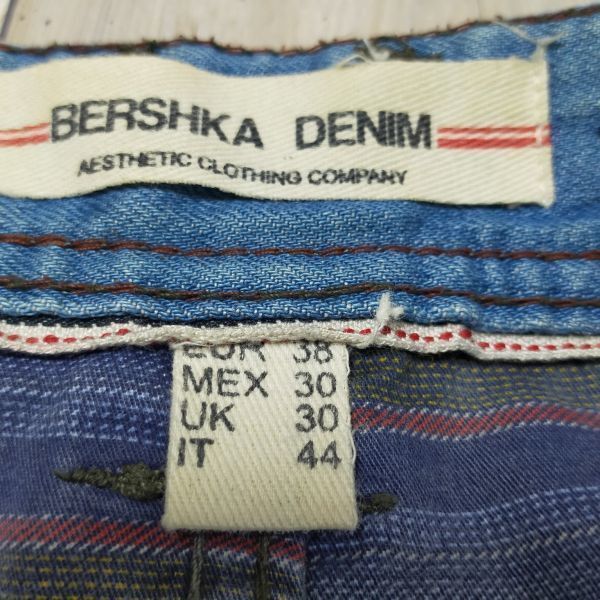 BERSHKA DENIM
AESTHETIC CLOTHING COMPANY
EUR 38
MEX 30
UK 30
IT 44